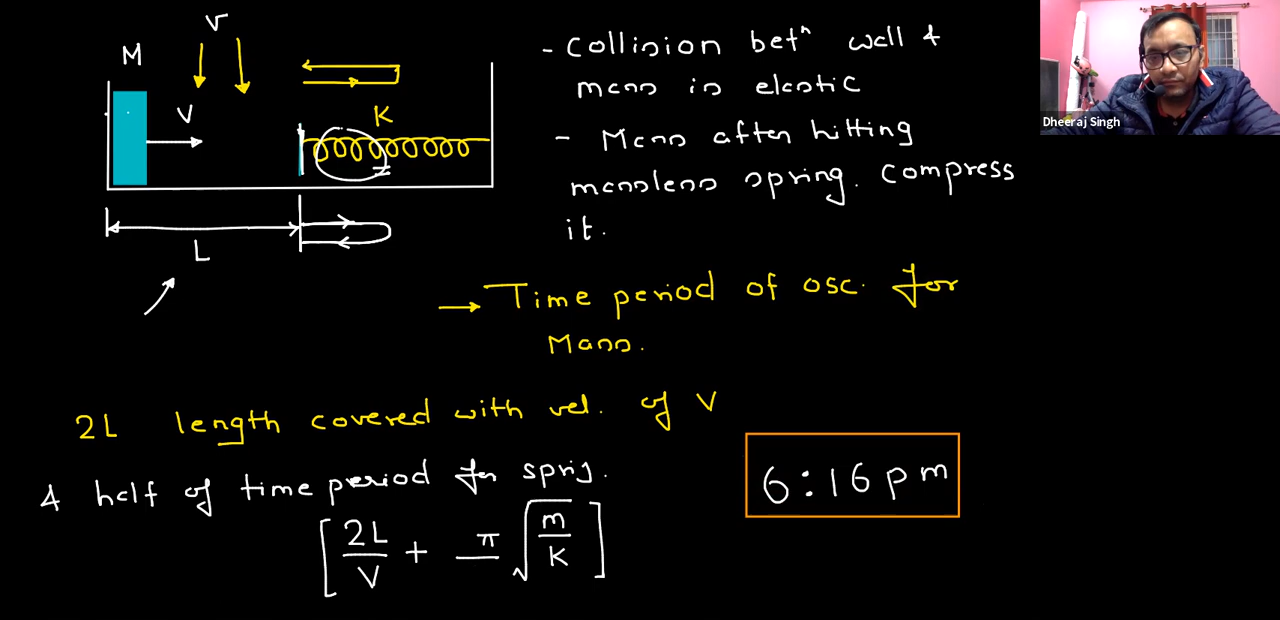 V
M
V
K
L
- Collision betⁿ wall &
mass is elastic
- Mass after hitting
massless spring. compress
it.
→ Time period of osc. for
Mass.
2L length covered with vel. of V
& half of time period for sprig.
[ 2L/V + π √(m/K) ]
6:16 pm
Dheeraj Singh